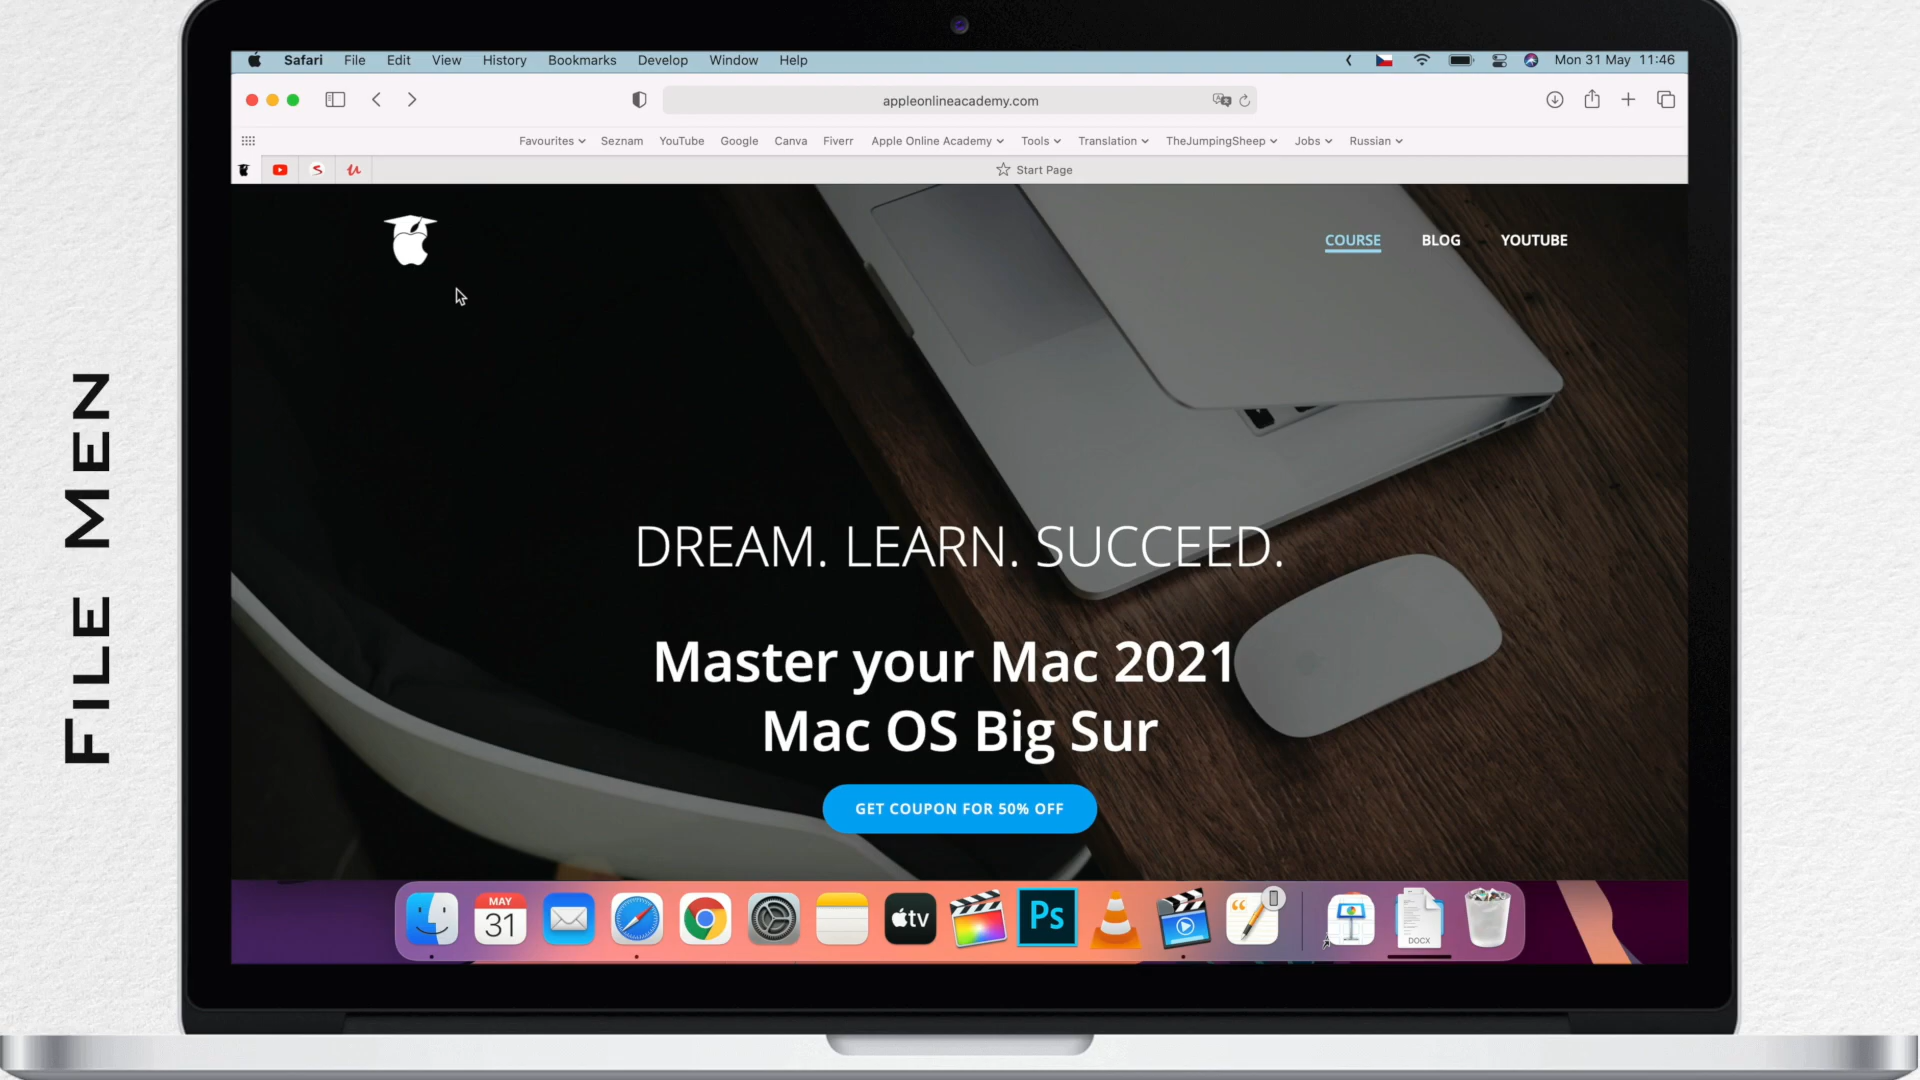 Safari File Edit View History Bookmarks Develop Window Help Mon 31 May 11:46
appleonlineacademy.com
Favourites Seznam YouTube Google Canva Fiverr Apple Online Academy Tools Translation TheJumpingSheep Jobs Russian
Start Page
COURSE BLOG YOUTUBE
DREAM. LEARN. SUCCEED.
Master your Mac 2021
Mac OS Big Sur
GET COUPON FOR 50% OFF
MAY
31
tv
Ps
DOCX
FILE MEN